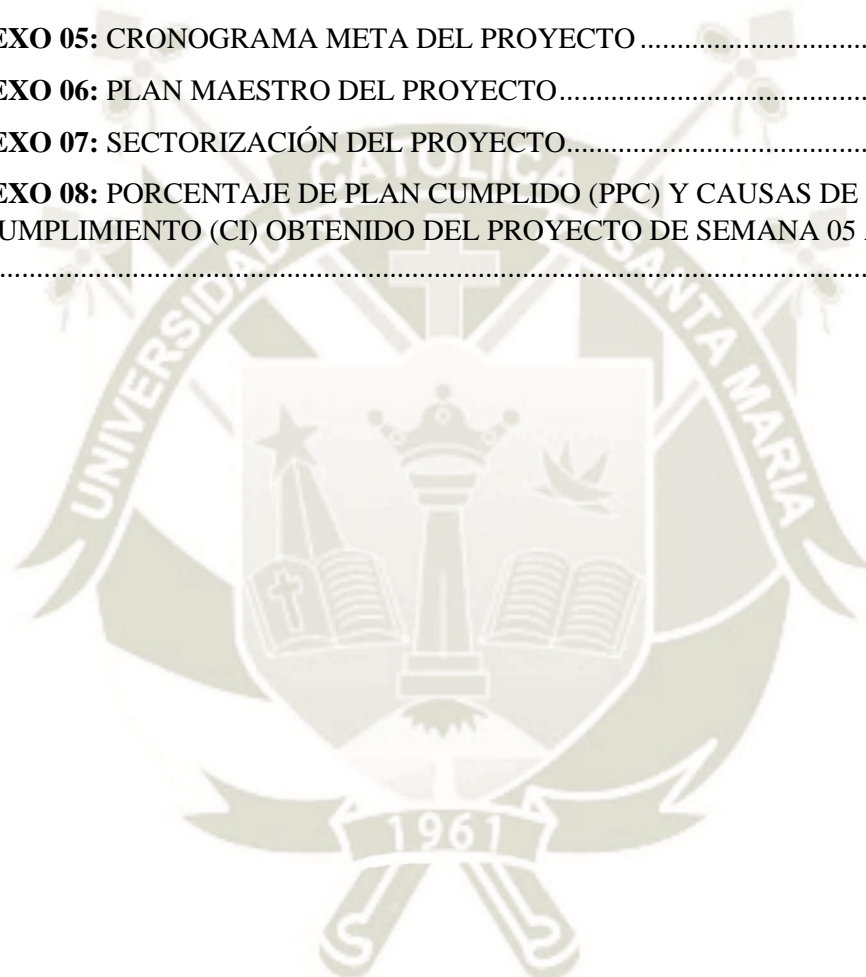 EXO 05: CRONOGRAMA META DEL PROYECTO ................................
EXO 06: PLAN MAESTRO DEL PROYECTO...........................................
EXO 07: SECTORIZACIÓN DEL PROYECTO.........................................
EXO 08: PORCENTAJE DE PLAN CUMPLIDO (PPC) Y CAUSAS DE
UMPLIMIENTO (CI) OBTENIDO DEL PROYECTO DE SEMANA 05
....................................................................................................................
UNIVERSIDAD CATOLICA SANTA MARIA
1961